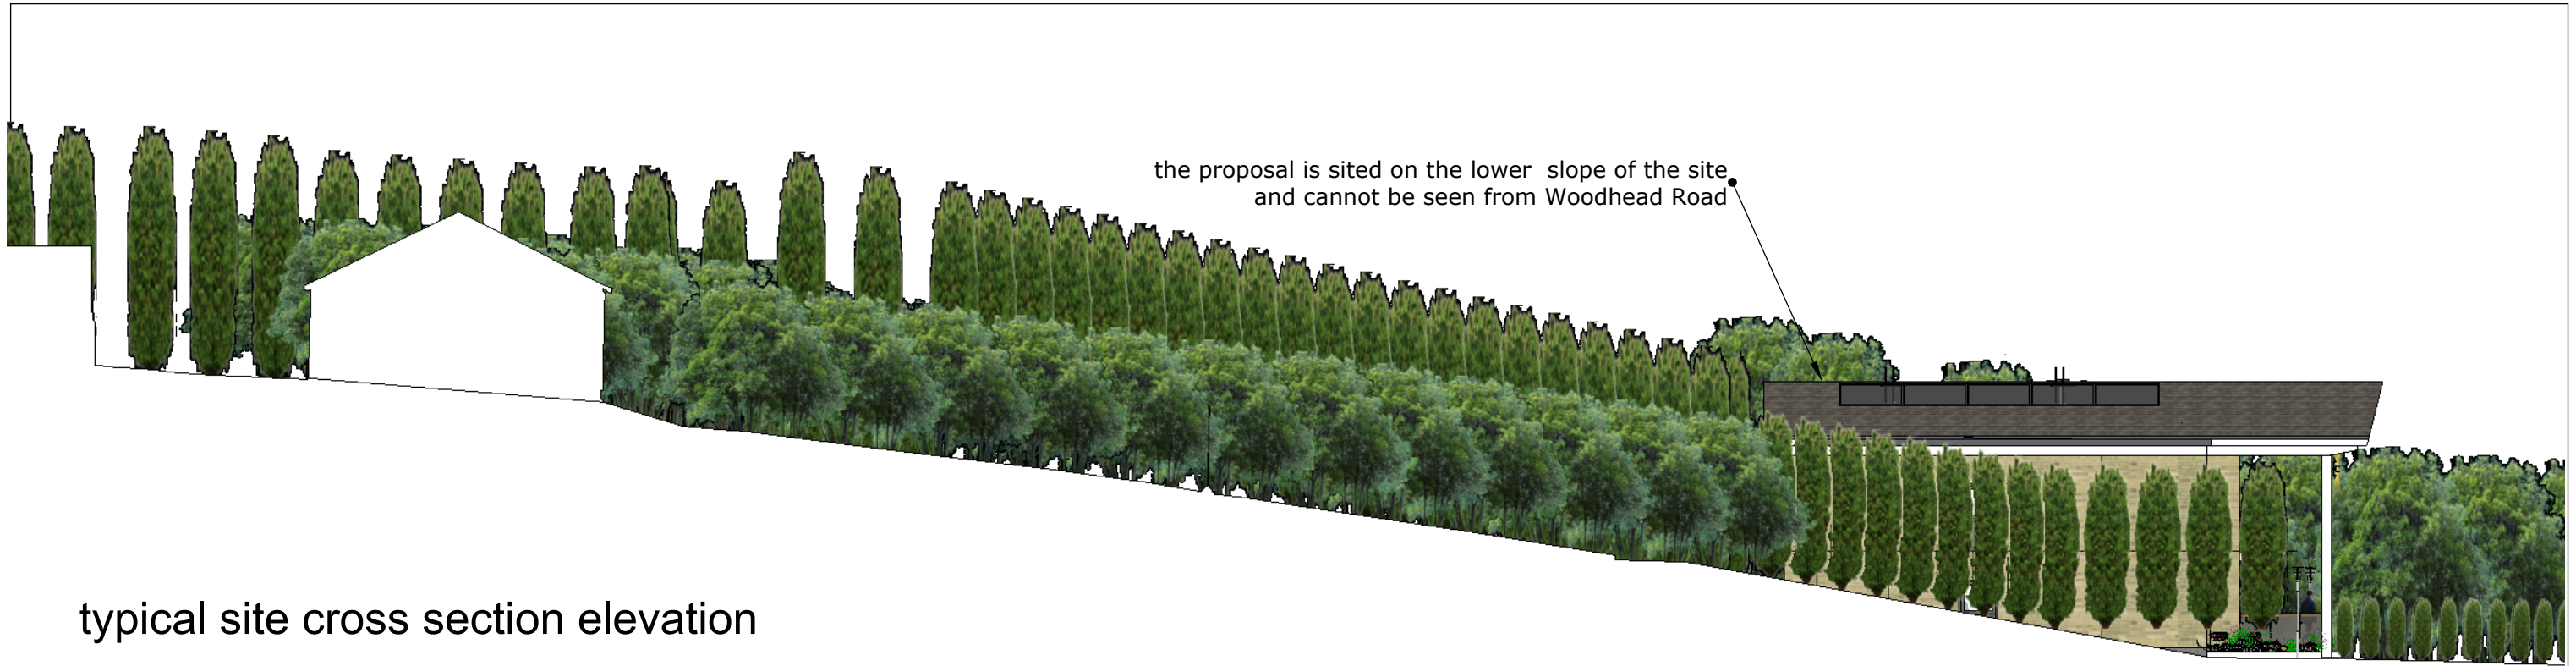 the proposal is sited on the lower slope of the site
and cannot be seen from Woodhead Road
typical site cross section elevation